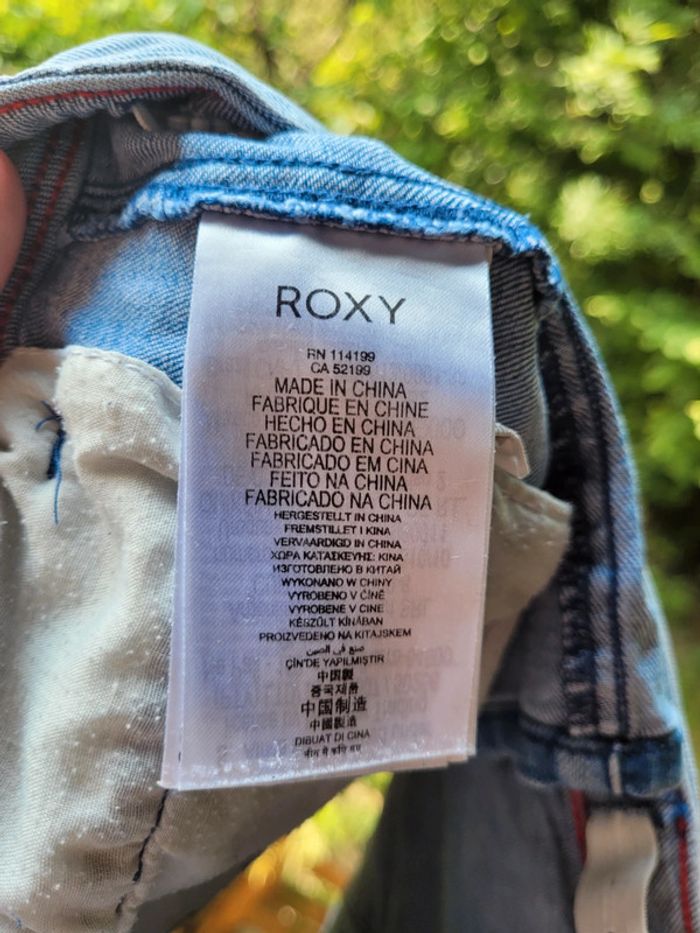 ROXY
RN 114199
CA 52199
MADE IN CHINA
FABRIQUE EN CHINE
HECHO EN CHINA
FABRICADO EN CHINA
FABRICADO EM CINA
FEITO NA CHINA
FABRICADO NA CHINA
HERGESTELLT IN CHINA
FREMSTILLET I KINA
VERVAARDIGD IN CHINA
ΧΩΡΑ ΚΑΤΑΣΚΕΥΗΣ: ΚΙΝΑ
ИЗГОТОВЛЕНО В КИТАЙ
WYKONANO W CHINY
VYROBENO V ČÍNĚ
VYROBENE V CINE
KÉSZÜLT KÍNÁBAN
PROIZVEDENO NA KITAJSKEM
صنع في الصين
ÇİN'DE YAPILMIŞTIR
中国製
중국제품
中国制造
中國製造
DIBUAT DI CINA